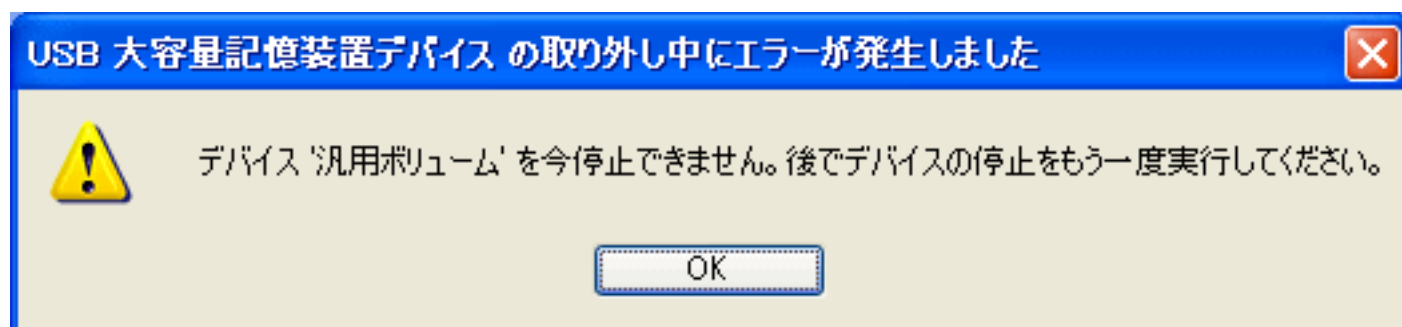 USB 大容量記憶装置デバイス の取り外し中にエラーが発生しました
デバイス '汎用ボリューム' を今停止できません。後でデバイスの停止をもう一度実行してください。
OK